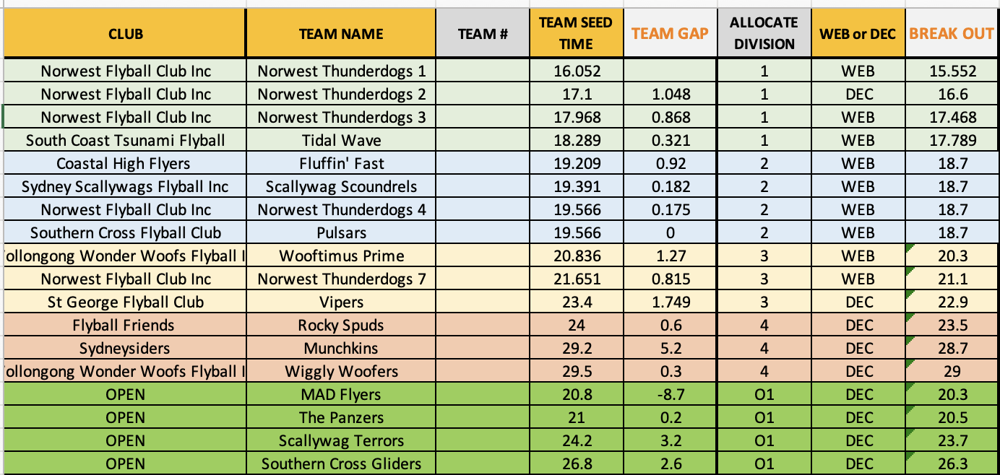 CLUB TEAM NAME TEAM # TEAM SEED TIME TEAM GAP ALLOCATE DIVISION WEB or DEC BREAK OUT
Norwest Flyball Club Inc Norwest Thunderdogs 1 16.052 1 WEB 15.552
Norwest Flyball Club Inc Norwest Thunderdogs 2 17.1 1.048 1 DEC 16.6
Norwest Flyball Club Inc Norwest Thunderdogs 3 17.968 0.868 1 WEB 17.468
South Coast Tsunami Flyball Tidal Wave 18.289 0.321 1 WEB 17.789
Coastal High Flyers Fluffin' Fast 19.209 0.92 2 WEB 18.7
Sydney Scallywags Flyball Inc Scallywag Scoundrels 19.391 0.182 2 WEB 18.7
Norwest Flyball Club Inc Norwest Thunderdogs 4 19.566 0.175 2 WEB 18.7
Southern Cross Flyball Club Pulsars 19.566 0 2 WEB 18.7
ollongong Wonder Woofs Flyball I Wooftimus Prime 20.836 1.27 3 WEB 20.3
Norwest Flyball Club Inc Norwest Thunderdogs 7 21.651 0.815 3 WEB 21.1
St George Flyball Club Vipers 23.4 1.749 3 DEC 22.9
Flyball Friends Rocky Spuds 24 0.6 4 DEC 23.5
Sydneysiders Munchkins 29.2 5.2 4 DEC 28.7
ollongong Wonder Woofs Flyball I Wiggly Woofers 29.5 0.3 4 DEC 29
OPEN MAD Flyers 20.8 -8.7 O1 DEC 20.3
OPEN The Panzers 21 0.2 O1 DEC 20.5
OPEN Scallywag Terrors 24.2 3.2 O1 DEC 23.7
OPEN Southern Cross Gliders 26.8 2.6 O1 DEC 26.3